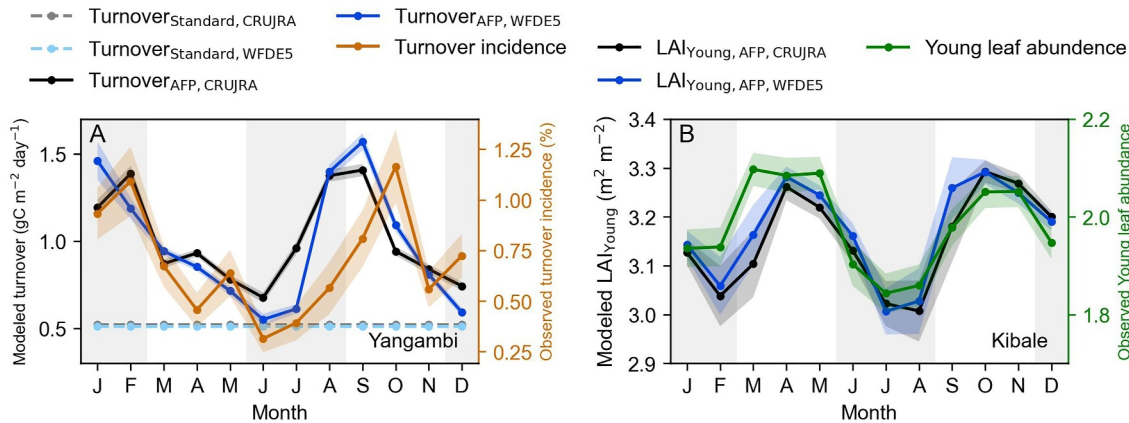 Turnover_Standard, CRUJRA
Turnover_Standard, WFDE5
Turnover_AFP, CRUJRA
Turnover_AFP, WFDE5
Turnover incidence
LAI_Young, AFP, CRUJRA
LAI_Young, AFP, WFDE5
Young leaf abundance
A
Modeled turnover (gC m⁻² day⁻¹)
1.5
1.0
0.5
Observed turnover incidence (%)
1.25
1.00
0.75
0.50
0.25
Yangambi
J F M A M J J A S O N D
Month
B
Modeled LAI_Young (m² m⁻²)
3.4
3.3
3.2
3.1
3.0
2.9
Observed Young leaf abundance
2.2
2.0
1.8
Kibale
J F M A M J J A S O N D
Month